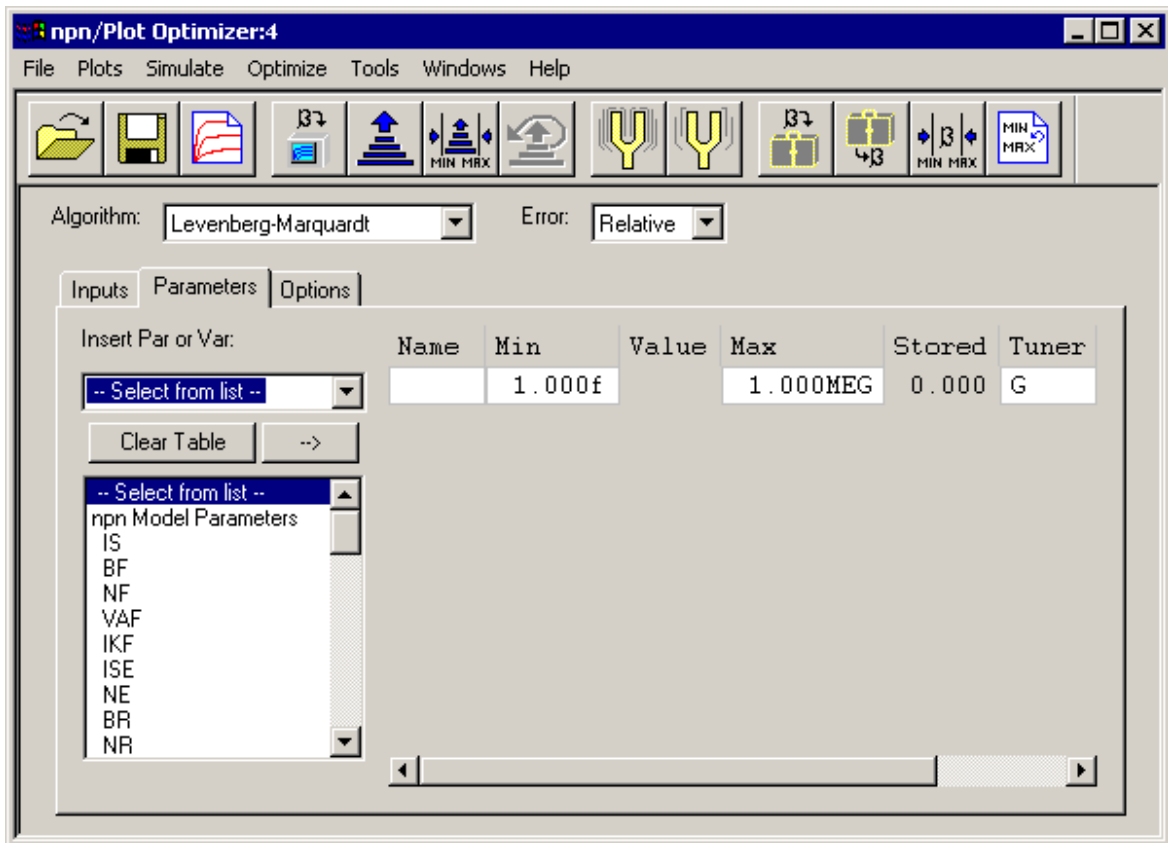 npn/Plot Optimizer:4
File Plots Simulate Optimize Tools Windows Help
β
MIN MAX
β
β
β
MIN MAX
MIN
MAX
Algorithm: Levenberg-Marquardt Error: Relative
Inputs Parameters Options
Insert Par or Var:
-- Select from list --
Clear Table -->
-- Select from list --
npn Model Parameters
IS
BF
NF
VAF
IKF
ISE
NE
BR
NR
Name Min Value Max Stored Tuner
1.000f 1.000MEG 0.000 G